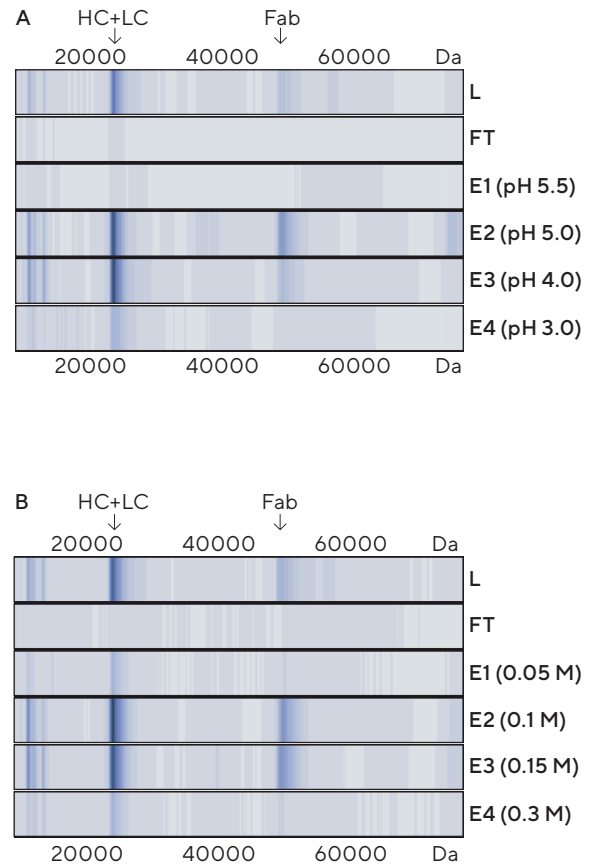 A HC+LC Fab
20000 40000 60000 Da
L
FT
E1 (pH 5.5)
E2 (pH 5.0)
E3 (pH 4.0)
E4 (pH 3.0)
20000 40000 60000 Da
B HC+LC Fab
20000 40000 60000 Da
L
FT
E1 (0.05 M)
E2 (0.1 M)
E3 (0.15 M)
E4 (0.3 M)
20000 40000 60000 Da